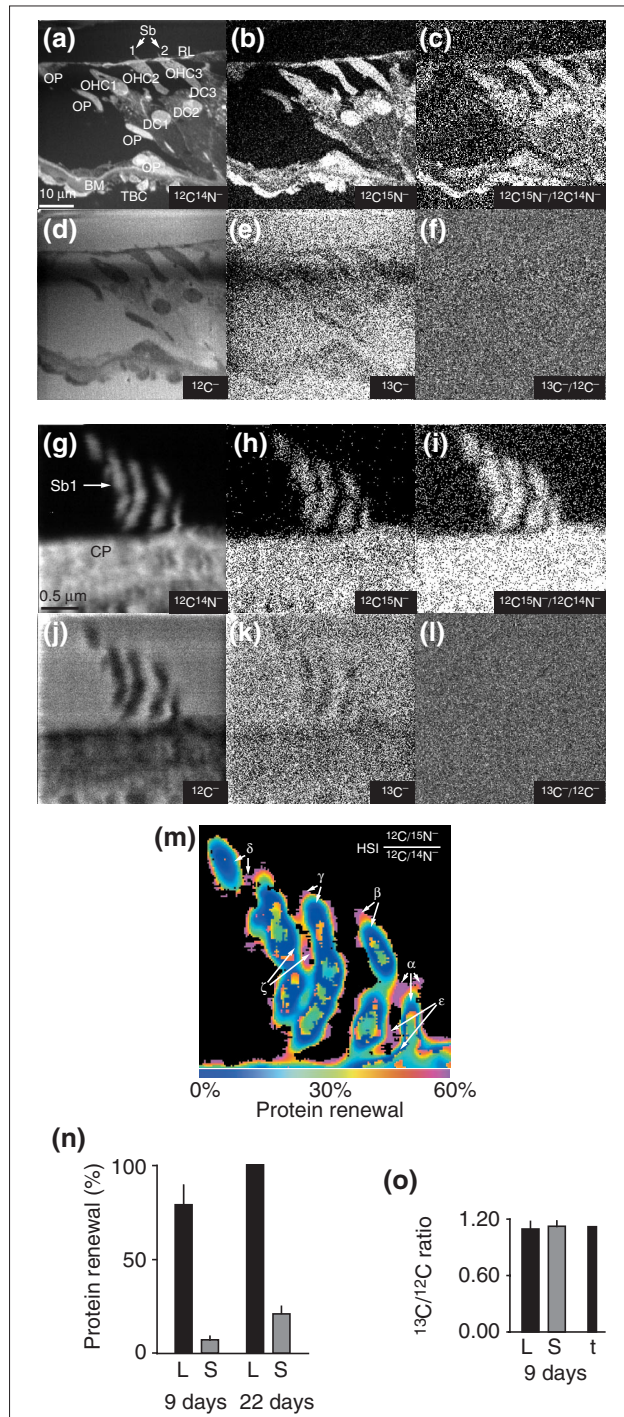 (a)
Sb
1 2 RL
OP OHC1 OHC2 OHC3
OP DC3
DC2
DC1
OP
OP
BM
10 µm TBC
¹²C¹⁴N⁻
(b)
¹²C¹⁵N⁻
(c)
¹²C¹⁵N⁻/¹²C¹⁴N⁻
(d)
¹²C⁻
(e)
¹³C⁻
(f)
¹³C⁻/¹²C⁻
(g)
Sb1
CP
0.5 µm
¹²C¹⁴N⁻
(h)
¹²C¹⁵N⁻
(i)
¹²C¹⁵N⁻/¹²C¹⁴N⁻
(j)
¹²C⁻
(k)
¹³C⁻
(l)
¹³C⁻/¹²C⁻
(m)
HSI ¹²C/¹⁵N⁻
¹²C/¹⁴N⁻
δ
γ
β
α
ζ
ε
0% 30% 60%
Protein renewal
(n)
Protein renewal (%)
100
50
0
L S L S
9 days 22 days
(o)
¹³C/¹²C ratio
1.20
0.60
0.00
L S t
9 days